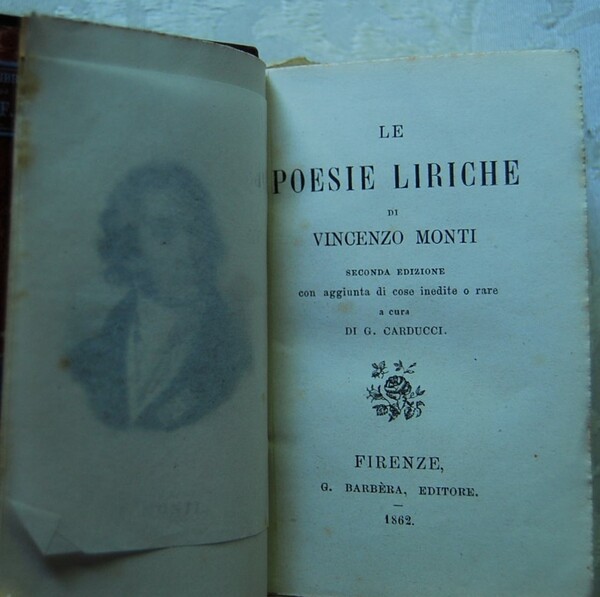 LE
POESIE LIRICHE
DI
VINCENZO MONTI
SECONDA EDIZIONE
con aggiunta di cose inedite o rare
a cura
DI G. CARDUCCI.
FIRENZE,
G. BARBÈRA, EDITORE.
1862.